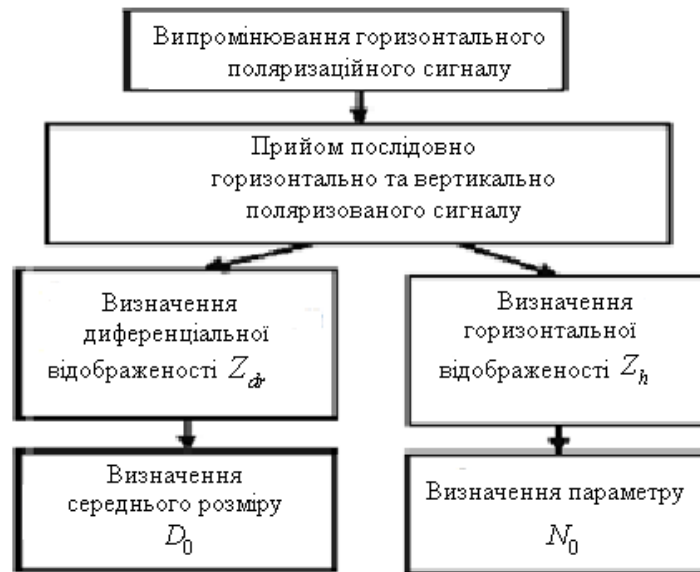 Випромінювання горизонтального
поляризаційного сигналу
Прийом послідовно
горизонтально та вертикально
поляризованого сигналу
Визначення
диференціальної
відображеності Z_dr
Визначення
горизонтальної
відображеності Z_h
Визначення
середнього розміру
D_0
Визначення параметру
N_0